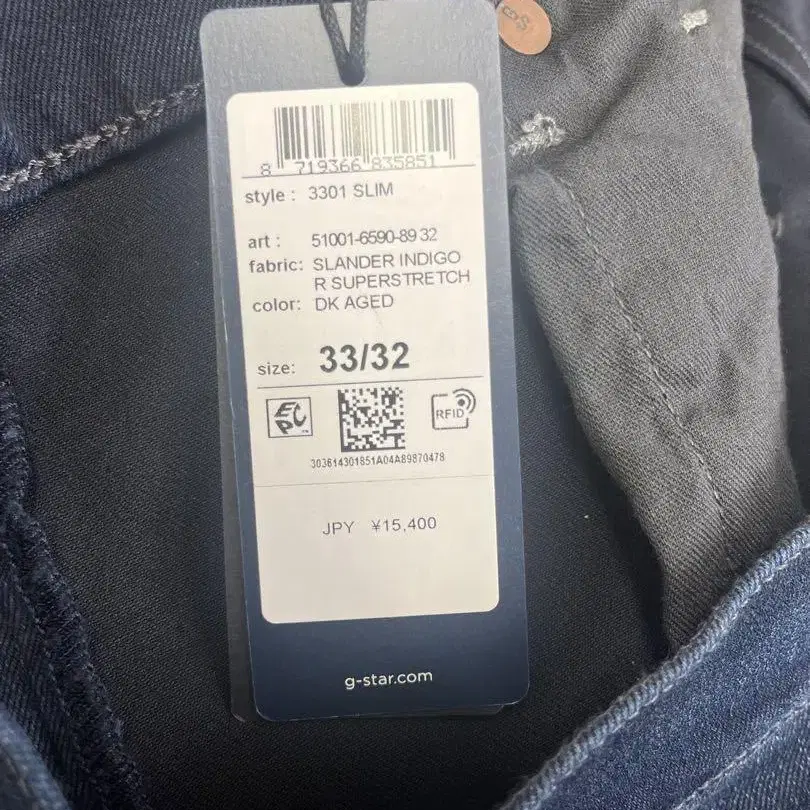 8 719366 835851
style : 3301 SLIM
art : 51001-6590-89 32
fabric: SLANDER INDIGO
R SUPERSTRETCH
color: DK AGED
size: 33/32
EPC
RFID
303614301851A04A89870478
JPY ¥15,400
g-star.com